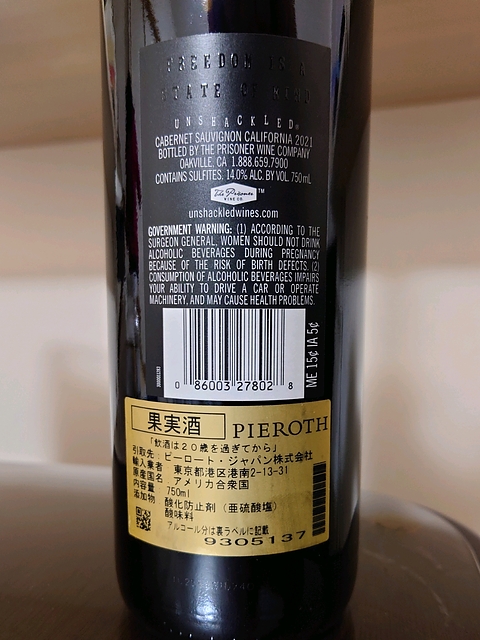 FREEDOM IS A
STATE OF MIND
UNSHACKLED®
CABERNET SAUVIGNON CALIFORNIA 2021
BOTTLED BY THE PRISONER WINE COMPANY
OAKVILLE, CA 1.888.659.7900
CONTAINS SULFITES. 14.0% ALC. BY VOL. 750mL
The Prisoner™
WINE CO.
unshackledwines.com
GOVERNMENT WARNING: (1) ACCORDING TO THE
SURGEON GENERAL, WOMEN SHOULD NOT DRINK
ALCOHOLIC BEVERAGES DURING PREGNANCY
BECAUSE OF THE RISK OF BIRTH DEFECTS. (2)
CONSUMPTION OF ALCOHOLIC BEVERAGES IMPAIRS
YOUR ABILITY TO DRIVE A CAR OR OPERATE
MACHINERY, AND MAY CAUSE HEALTH PROBLEMS.
ME 15¢ IA 5¢
0 86003 27802 8
果実酒 PIEROTH
「飲酒は20歳を過ぎてから」
引取先: ピーロート・ジャパン株式会社
輸入業者 東京都港区港南2-13-31
原産国名 アメリカ合衆国
内容量 750ml
添加物 酸化防止剤（亜硫酸塩）
酸味料
アルコール分は裏ラベルに記載
9305137